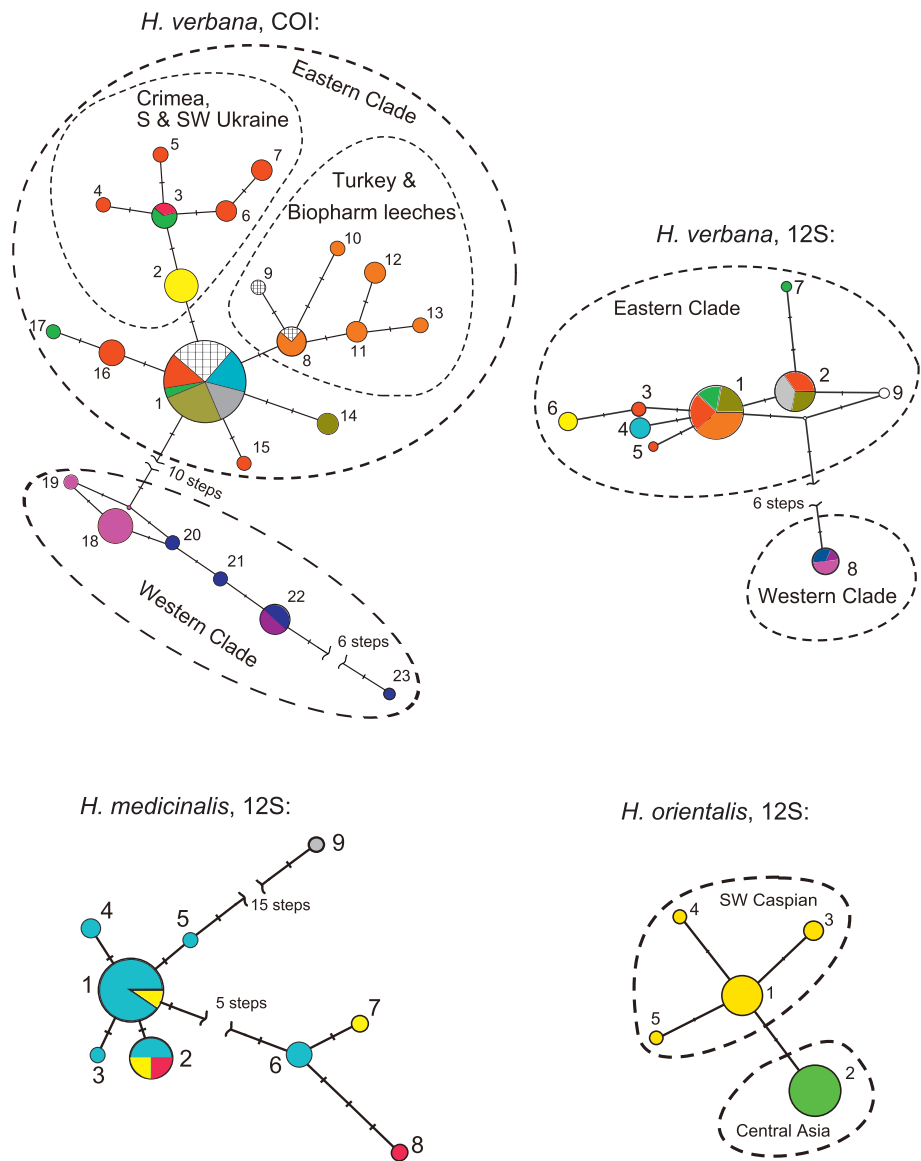 H. verbana, COI:
Eastern Clade
Crimea,
S & SW Ukraine
5
7
4
3
6
2
Turkey &
Biopharm leeches
10
9
12
13
8
11
17
16
1
14
15
10 steps
19
18
20
21
22
Western Clade
6 steps
23
H. verbana, 12S:
Eastern Clade
7
1
2
3
9
6
4
5
6 steps
8
Western Clade
H. medicinalis, 12S:
9
15 steps
4
5
1
5 steps
7
3
2
6
8
H. orientalis, 12S:
SW Caspian
4
3
1
5
2
Central Asia